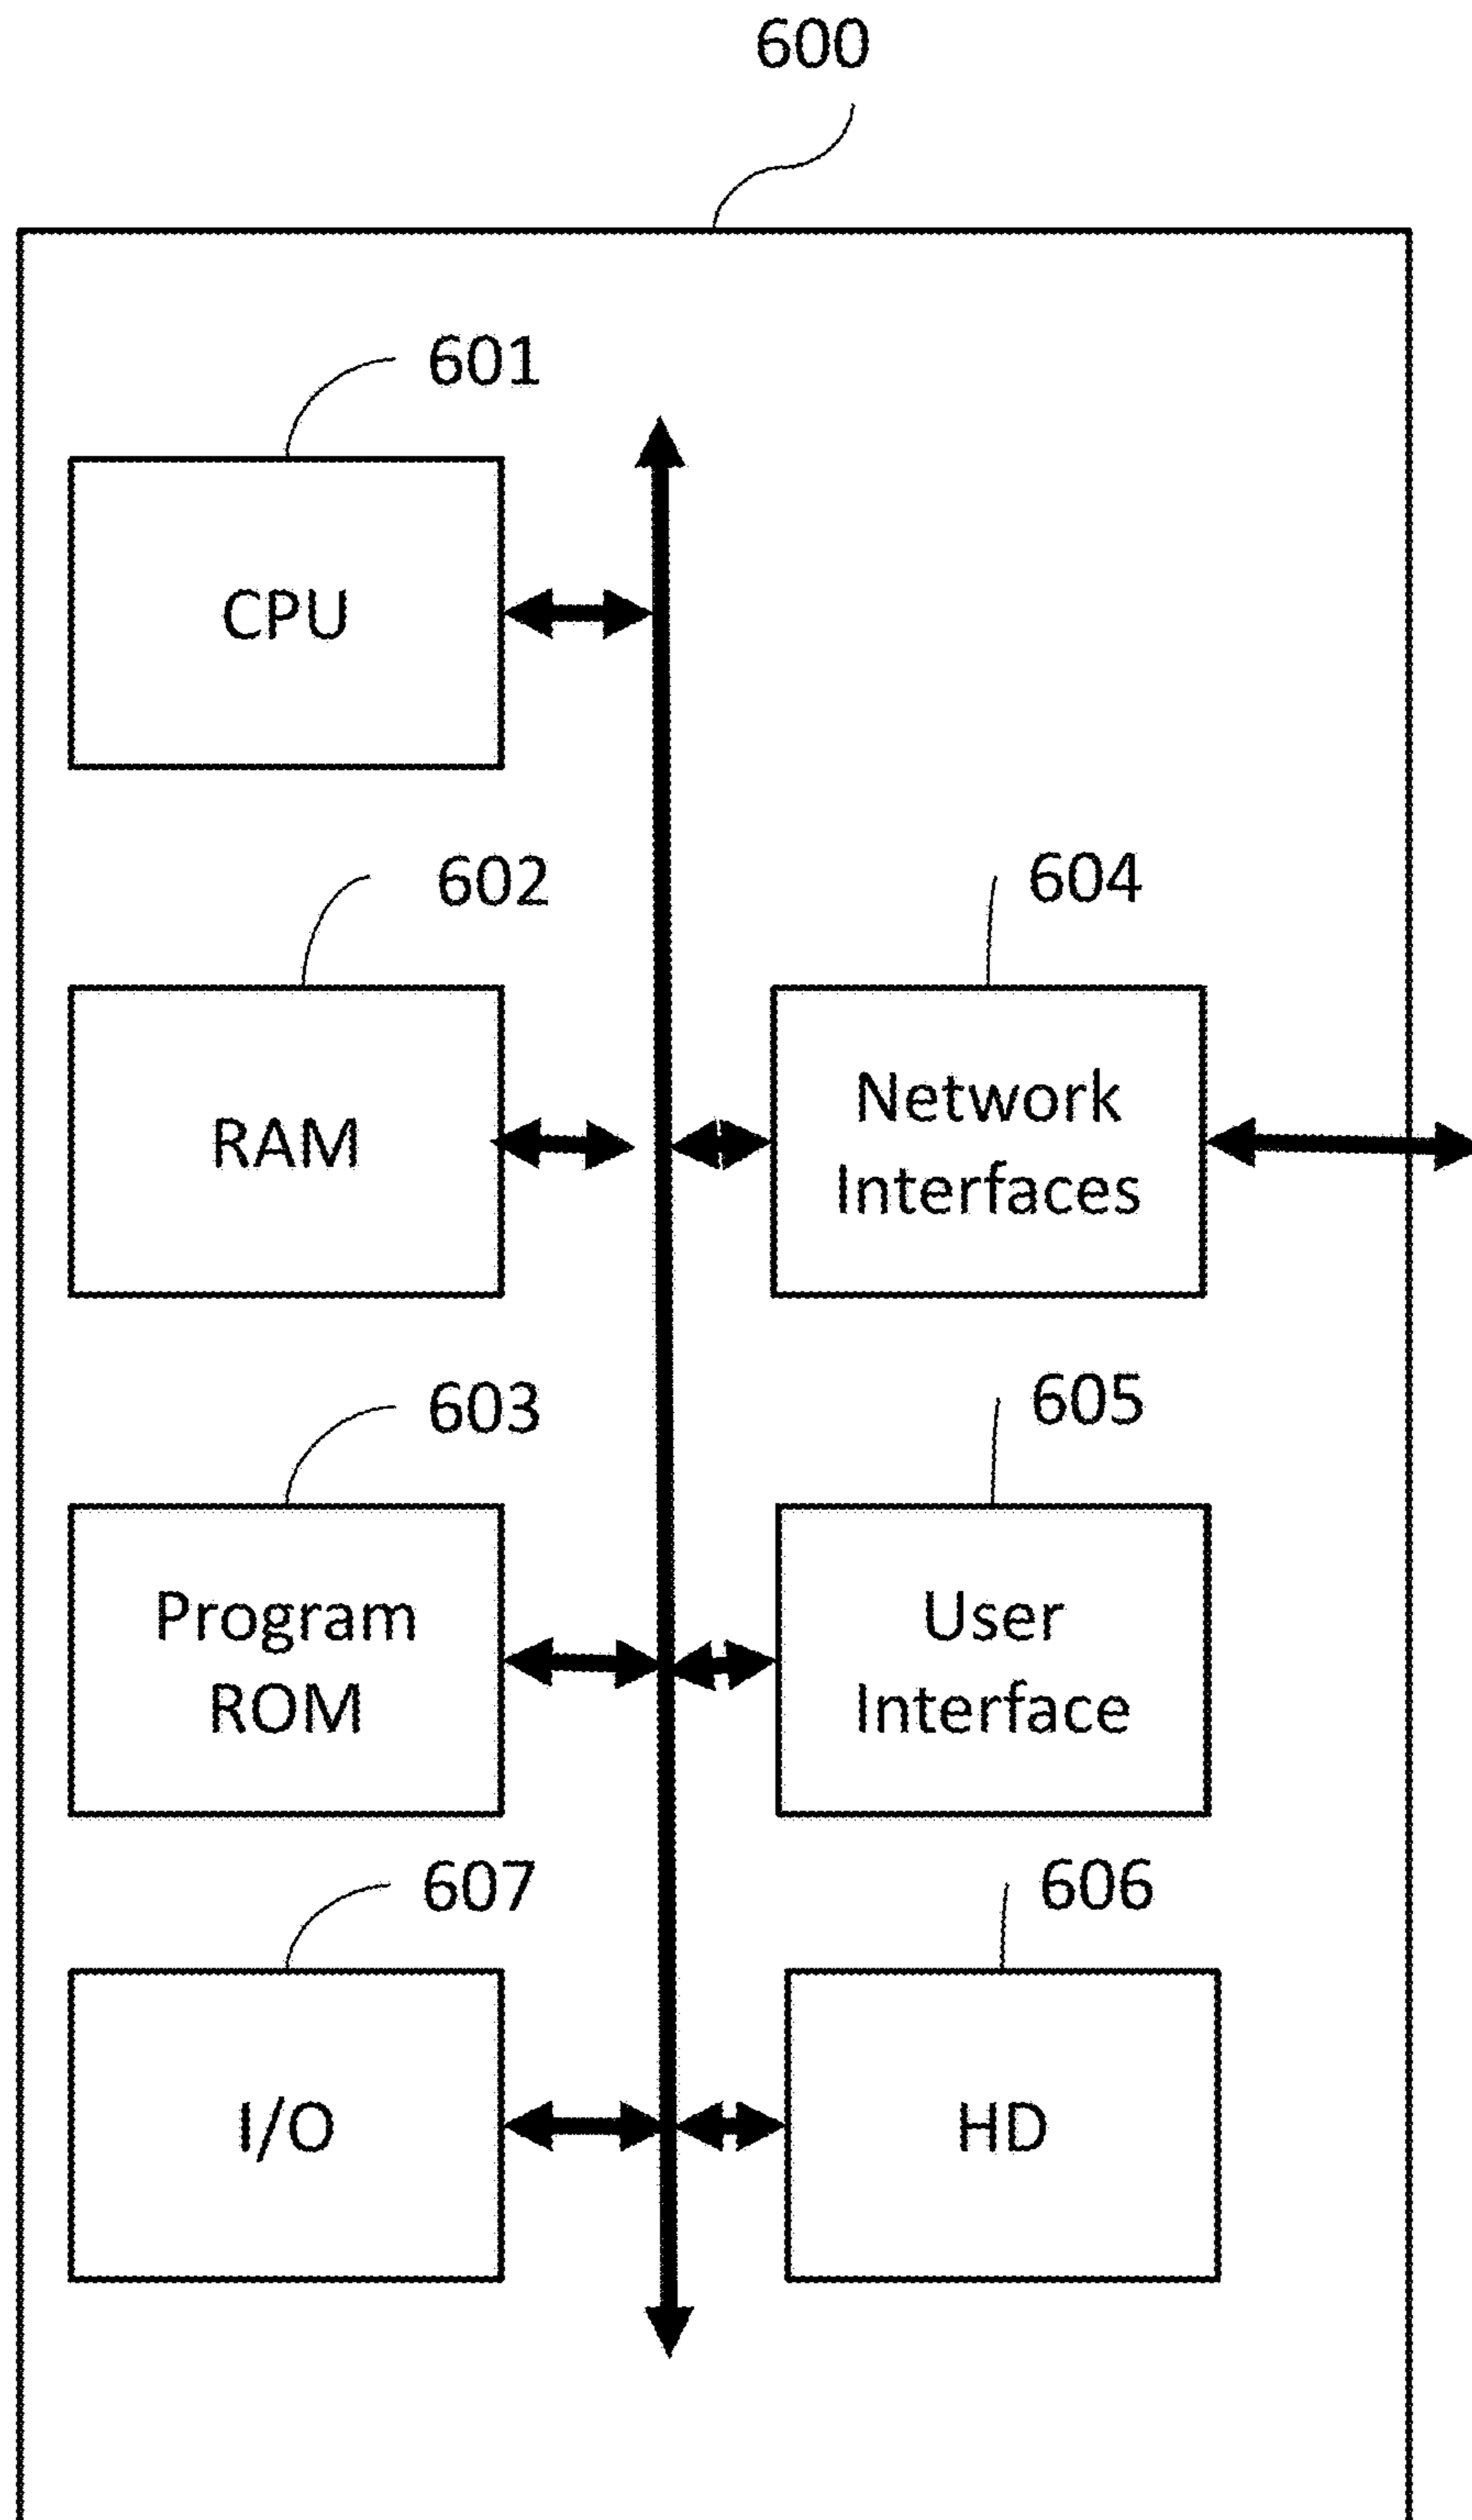 600
601
CPU
602
604
RAM
Network
Interfaces
603
605
Program
ROM
User
Interface
607
606
I/O
HD